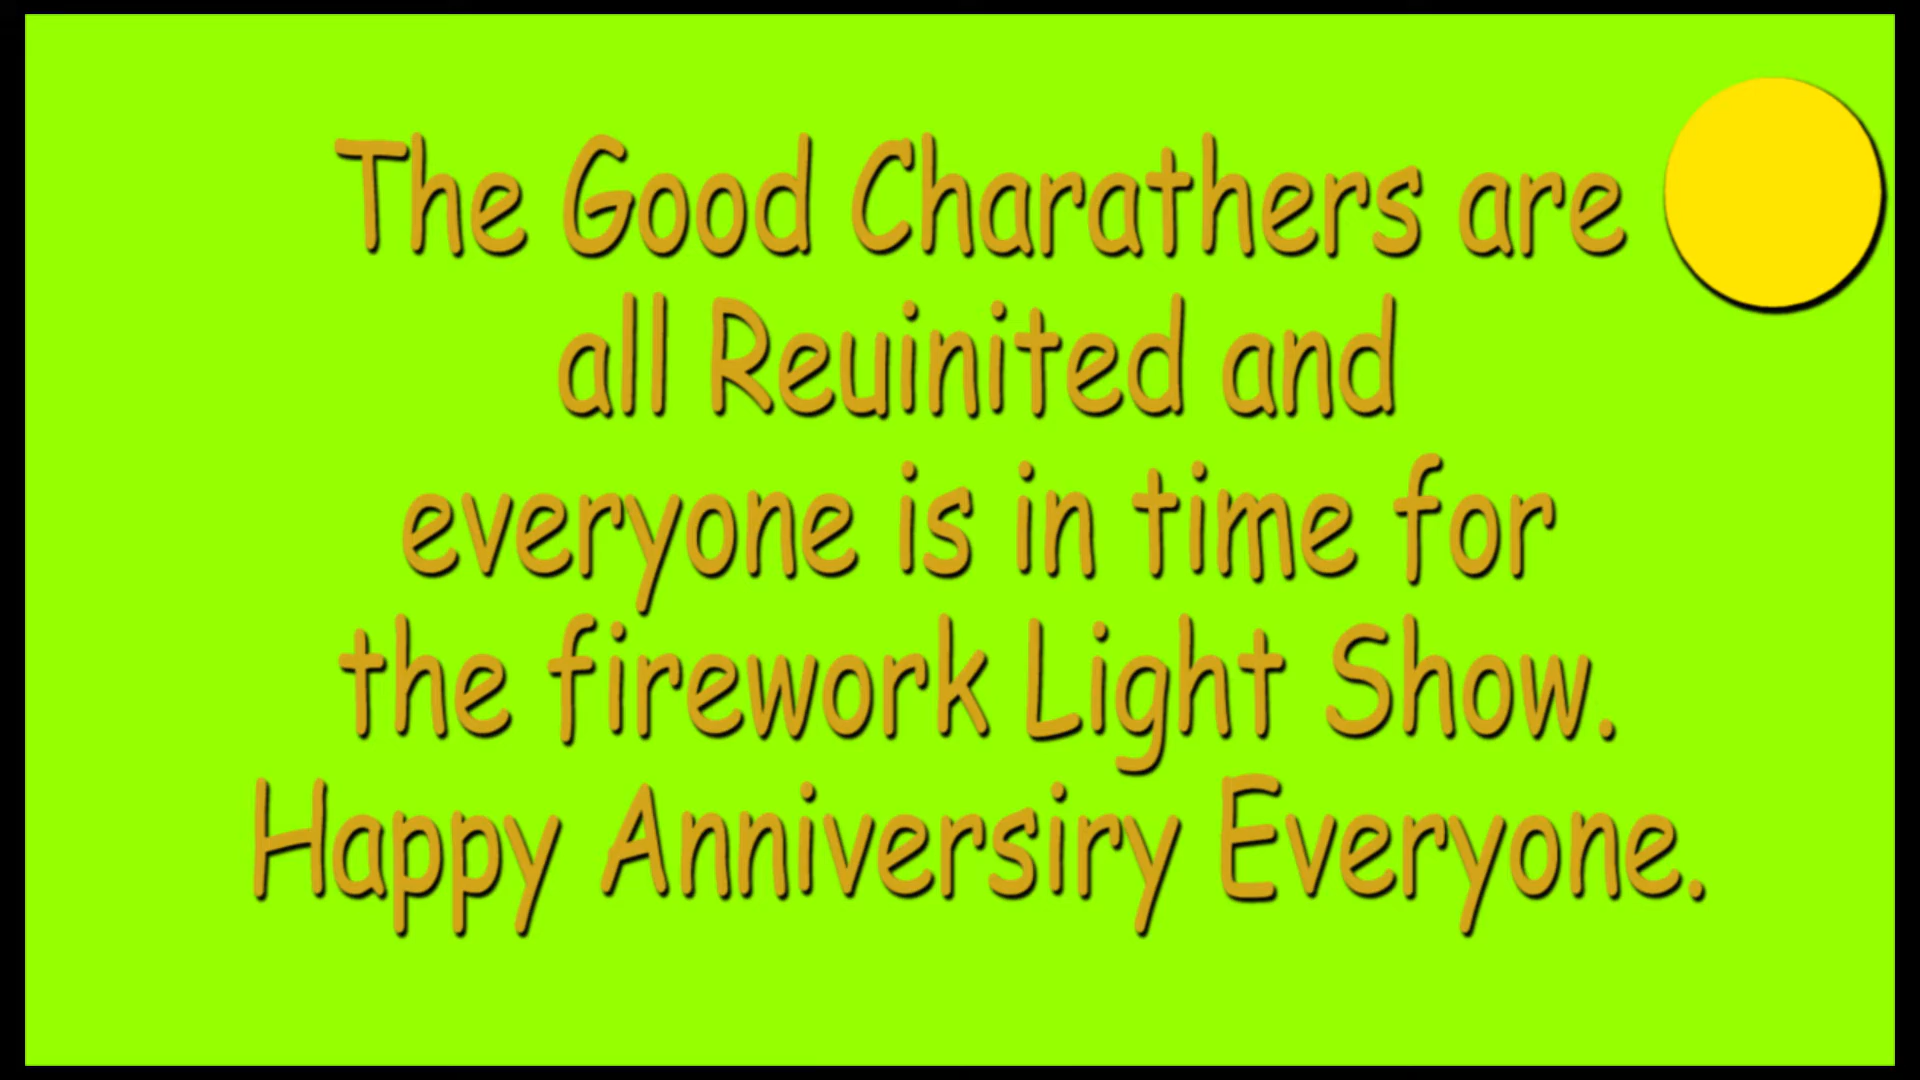 The Good Charathers are
all Reuinited and
everyone is in time for
the firework Light Show.
Happy Anniversiry Everyone.